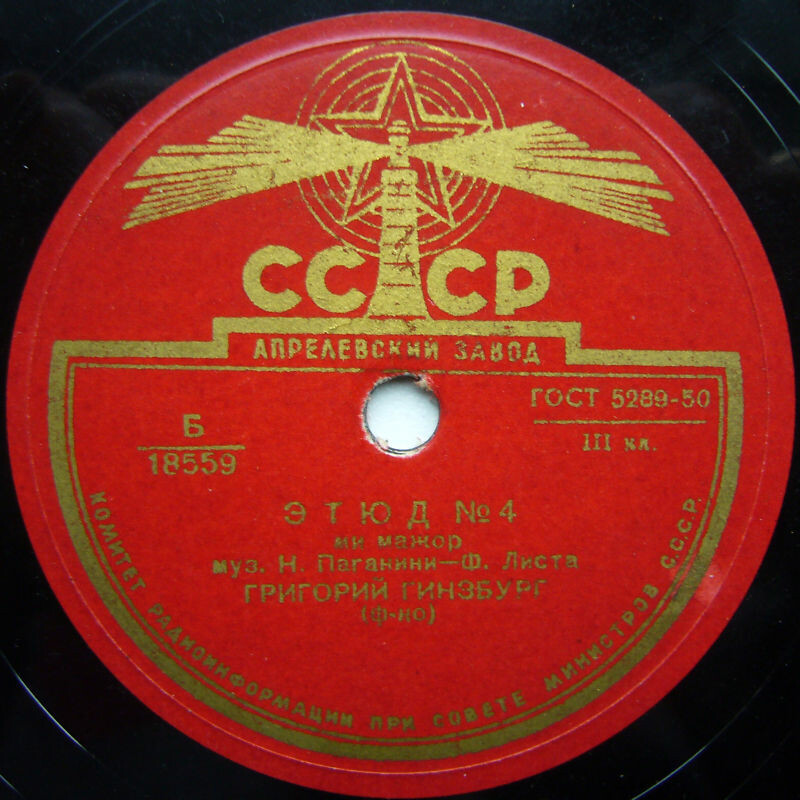 СССР
АПРЕЛЕВСКИЙ ЗАВОД
ГОСТ 5289-50
III кл.
Б
18559
ЭТЮД №4
ми мажор
муз. Н. Паганини—Ф. Листа
ГРИГОРИЙ ГИНЗБУРГ
(ф-но)
КОМИТЕТ РАДИОИНФОРМАЦИИ ПРИ СОВЕТЕ МИНИСТРОВ СССР